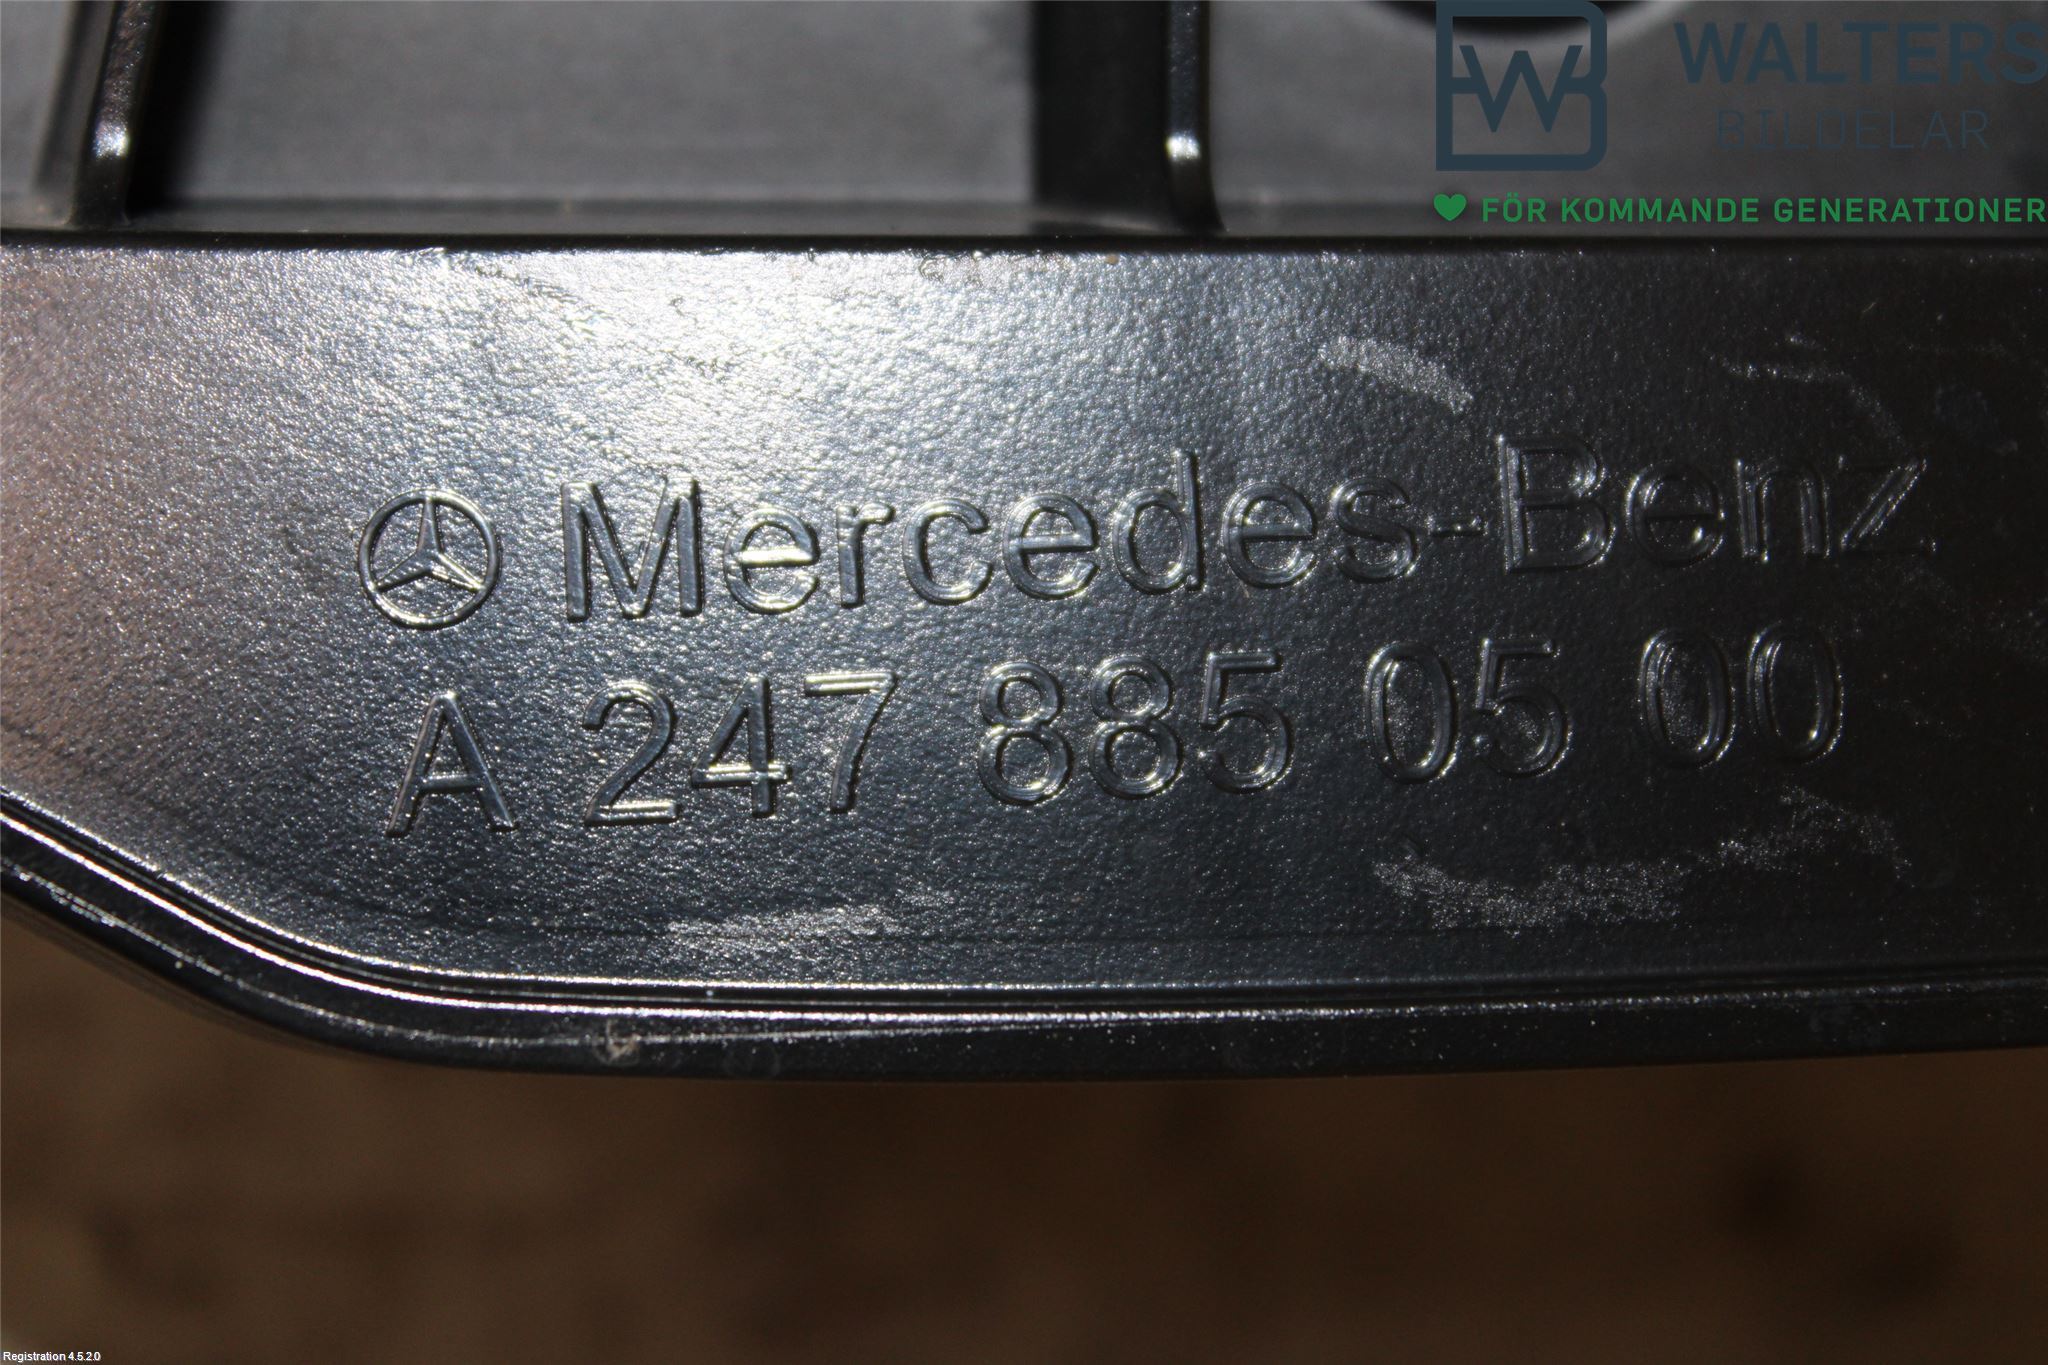 WALTERS
BILDELAR
FÖR KOMMANDE GENERATIONER
Mercedes-Benz
A 247 885 05 00
Registration 4.5.2.0